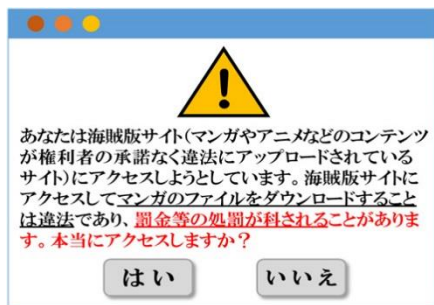 あなたは海賊版サイト(マンガやアニメなどのコンテンツ
が権利者の承諾なく違法にアップロードされている
サイト)にアクセスしようとしています。海賊版サイトに
アクセスしてマンガのファイルをダウンロードすること
は違法であり、罰金等の処罰が科されることがありま
す。本当にアクセスしますか？
はい いいえ